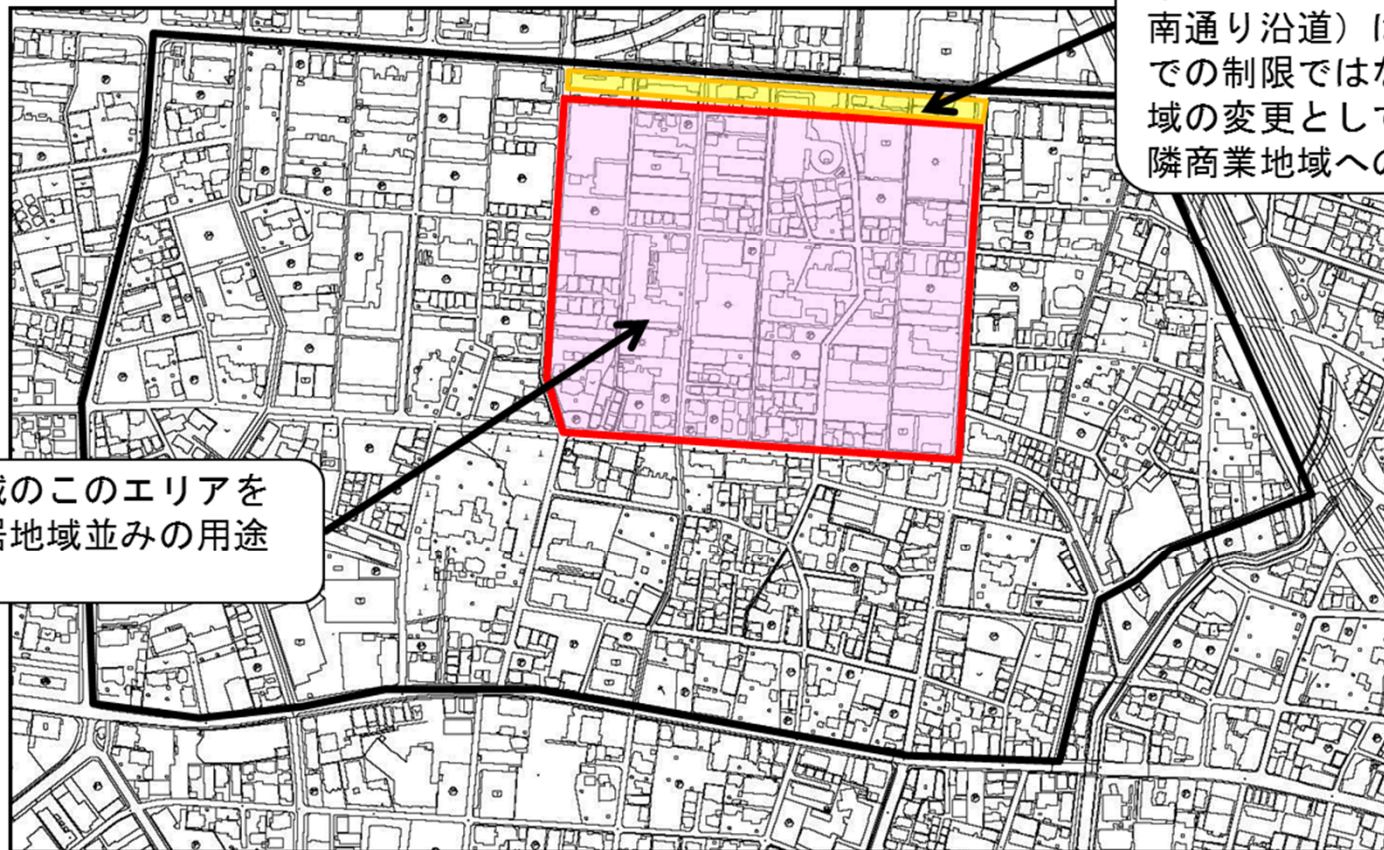 南通り沿道）は
での制限ではな
域の変更として
隣商業地域への
域のこのエリアを
居地域並みの用途